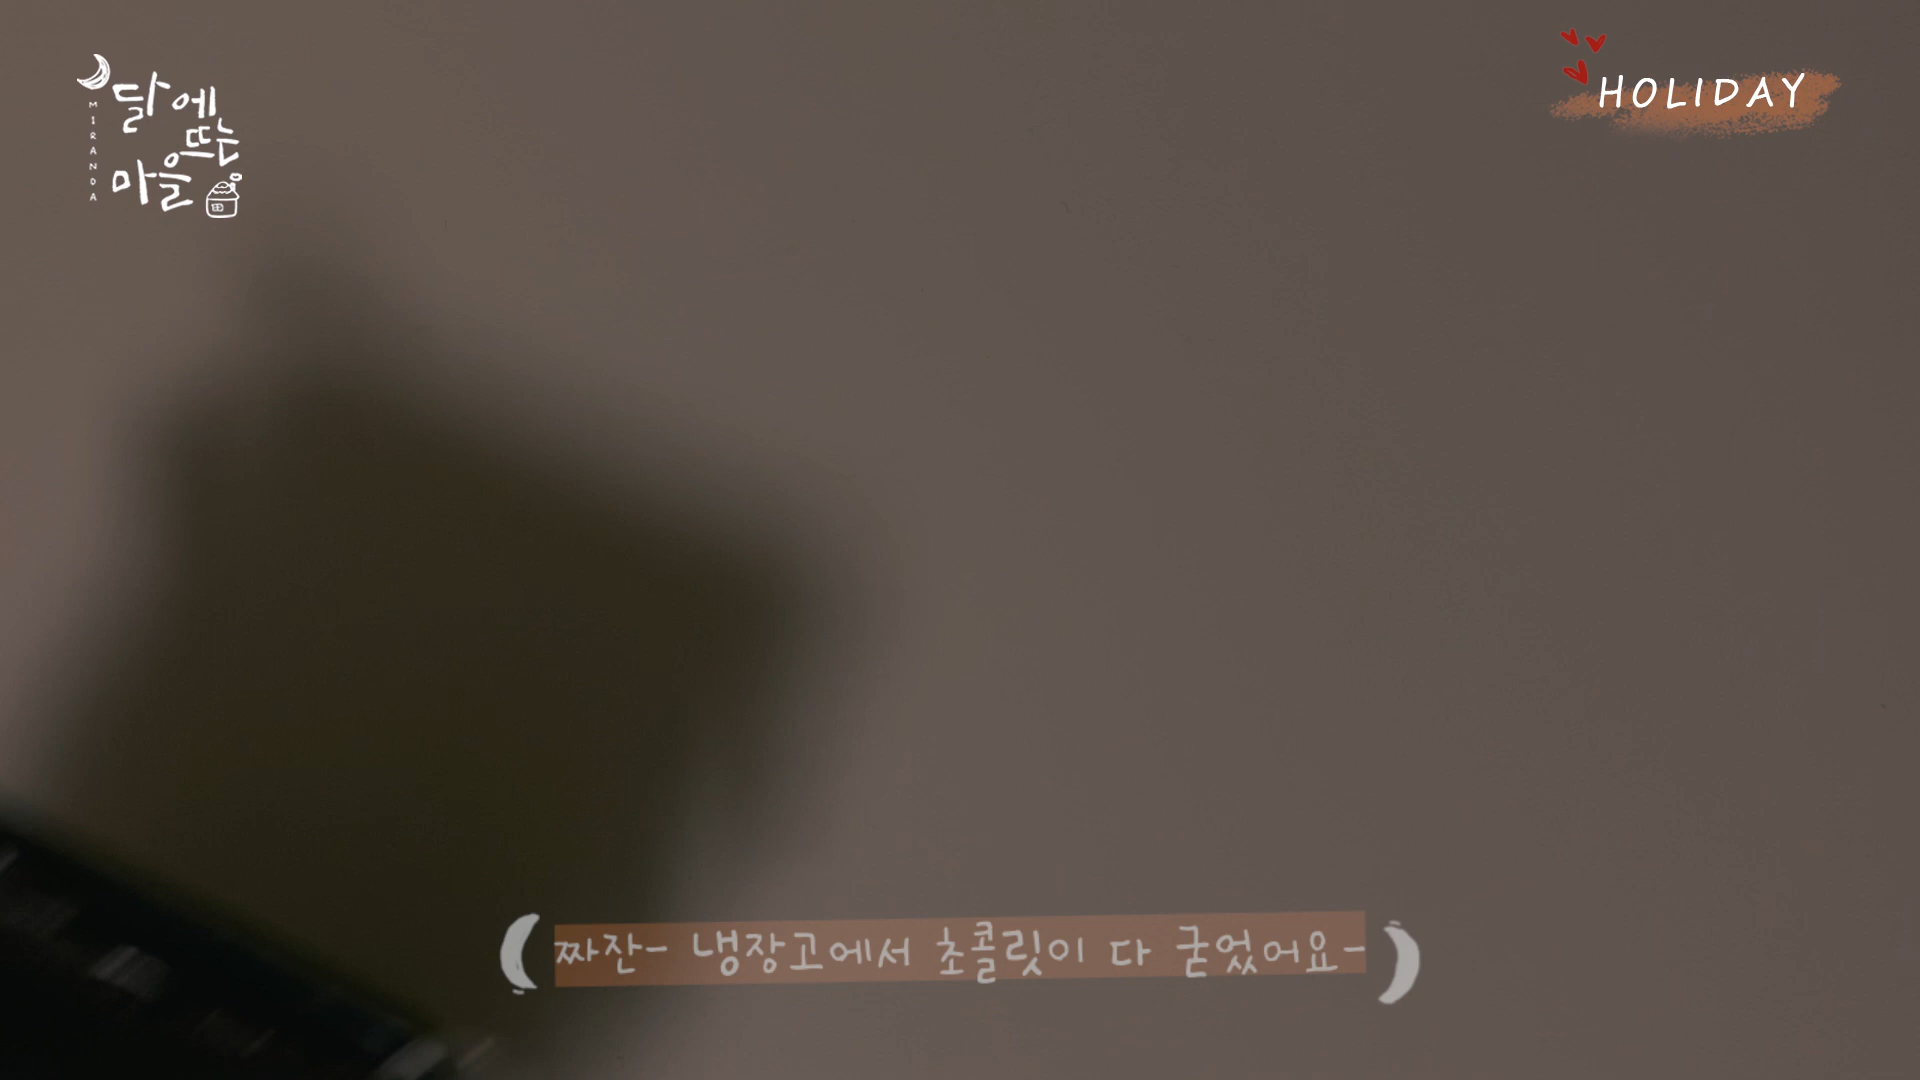 달에
뜨는
마을
MIRANDA
HOLIDAY
짜잔- 냉장고에서 초콜릿이 다 굳었어요-